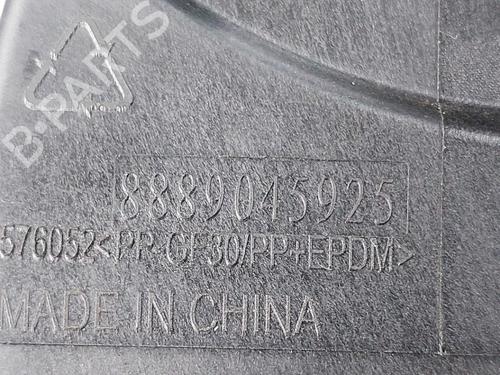 B-PARTS
8889045925
576052<PP-GF30/PP+EPDM>
MADE IN CHINA